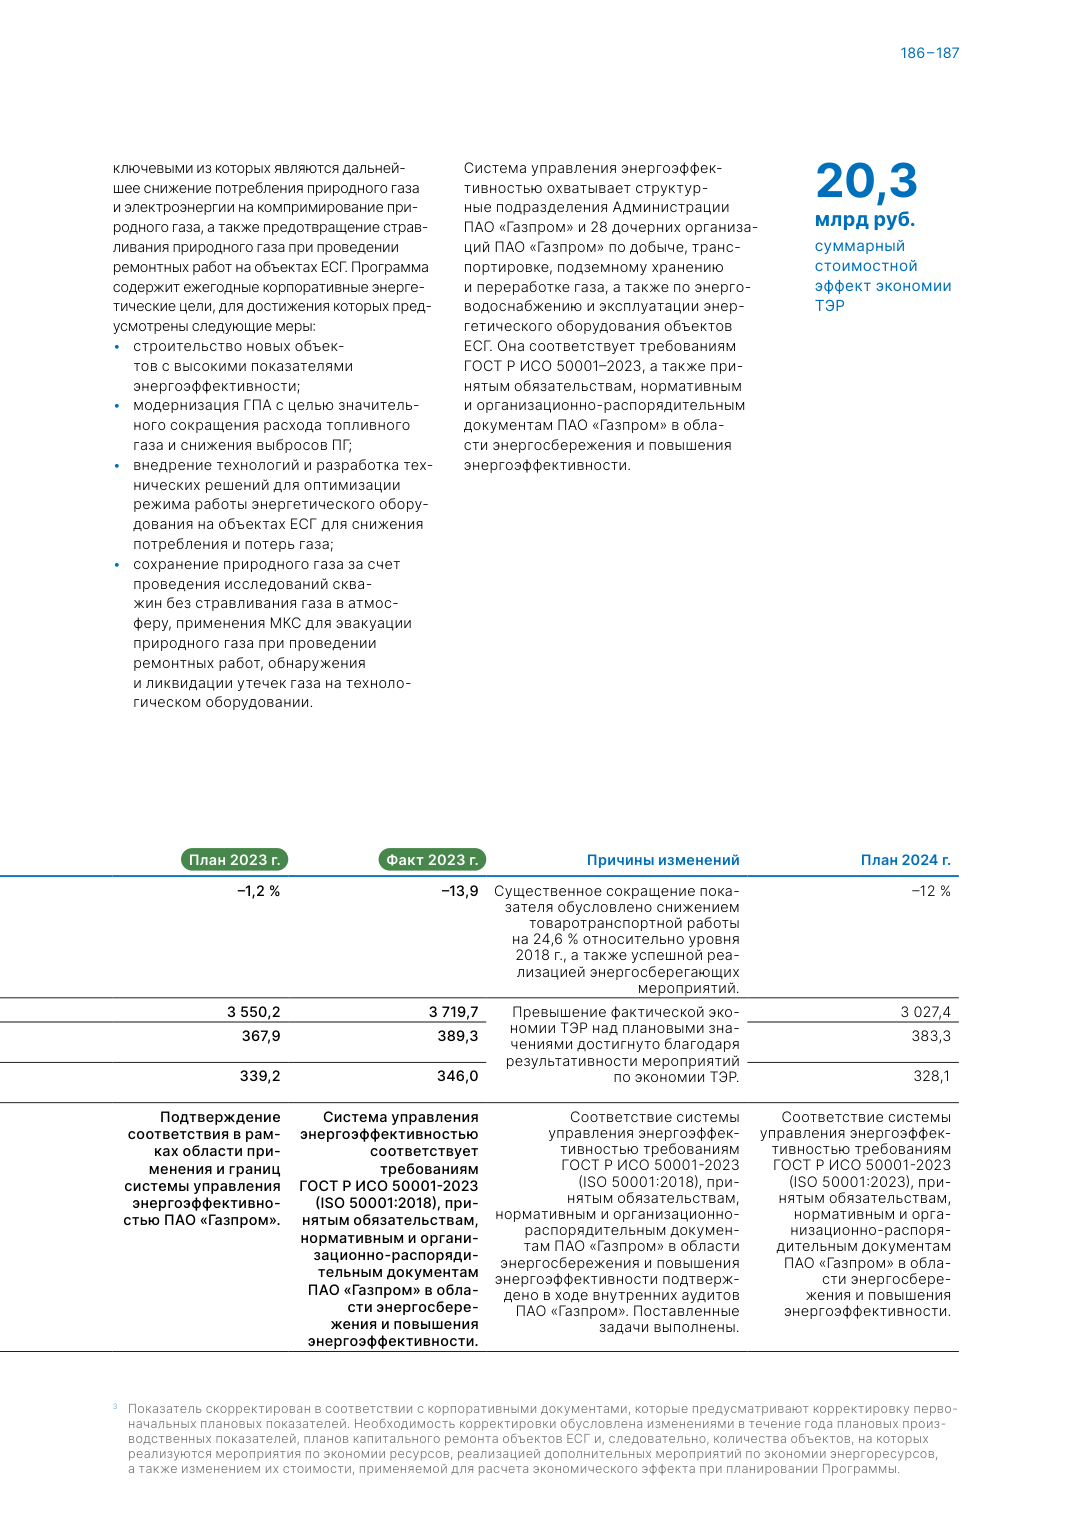 186–187
ключевыми из которых являются дальней-
шее снижение потребления природного газа
и электроэнергии на компримирование при-
родного газа, а также предотвращение страв-
ливания природного газа при проведении
ремонтных работ на объектах ЕСГ. Программа
содержит ежегодные корпоративные энерге-
тические цели, для достижения которых пред-
усмотрены следующие меры:
• строительство новых объек-
тов с высокими показателями
энергоэффективности;
• модернизация ГПА с целью значитель-
ного сокращения расхода топливного
газа и снижения выбросов ПГ;
• внедрение технологий и разработка тех-
нических решений для оптимизации
режима работы энергетического обору-
дования на объектах ЕСГ для снижения
потребления и потерь газа;
• сохранение природного газа за счет
проведения исследований сква-
жин без стравливания газа в атмос-
феру, применения МКС для эвакуации
природного газа при проведении
ремонтных работ, обнаружения
и ликвидации утечек газа на техноло-
гическом оборудовании.
Система управления энергоэффек-
тивностью охватывает структур-
ные подразделения Администрации
ПАО «Газпром» и 28 дочерних организа-
ций ПАО «Газпром» по добыче, транс-
портировке, подземному хранению
и переработке газа, а также по энерго-
водоснабжению и эксплуатации энер-
гетического оборудования объектов
ЕСГ. Она соответствует требованиям
ГОСТ Р ИСО 50001–2023, а также при-
нятым обязательствам, нормативным
и организационно-распорядительным
документам ПАО «Газпром» в обла-
сти энергосбережения и повышения
энергоэффективности.
20,3
млрд руб.
суммарный
стоимостной
эффект экономии
ТЭР
План 2023 г. Факт 2023 г. Причины изменений План 2024 г.
–1,2 % –13,9 Существенное сокращение пока- –12 %
зателя обусловлено снижением
товаротранспортной работы
на 24,6 % относительно уровня
2018 г., а также успешной реа-
лизацией энергосберегающих
мероприятий.
3 550,2 3 719,7 Превышение фактической эко- 3 027,4
номии ТЭР над плановыми зна-
367,9 389,3 чениями достигнуто благодаря 383,3
результативности мероприятий
339,2 346,0 по экономии ТЭР. 328,1
Подтверждение
соответствия в рам-
ках области при-
менения и границ
системы управления
энергоэффективно-
стью ПАО «Газпром».
Система управления
энергоэффективностью
соответствует
требованиям
ГОСТ Р ИСО 50001-2023
(ISO 50001:2018), при-
нятым обязательствам,
нормативным и органи-
зационно-распоряди-
тельным документам
ПАО «Газпром» в обла-
сти энергосбере-
жения и повышения
энергоэффективности.
Соответствие системы
управления энергоэффек-
тивностью требованиям
ГОСТ Р ИСО 50001-2023
(ISO 50001:2018), при-
нятым обязательствам,
нормативным и организационно-
распорядительным докумен-
там ПАО «Газпром» в области
энергосбережения и повышения
энергоэффективности подтверж-
дено в ходе внутренних аудитов
ПАО «Газпром». Поставленные
задачи выполнены.
Соответствие системы
управления энергоэффек-
тивностью требованиям
ГОСТ Р ИСО 50001-2023
(ISO 50001:2023), при-
нятым обязательствам,
нормативным и орга-
низационно-распоря-
дительным документам
ПАО «Газпром» в обла-
сти энергосбере-
жения и повышения
энергоэффективности.
3 Показатель скорректирован в соответствии с корпоративными документами, которые предусматривают корректировку перво-
начальных плановых показателей. Необходимость корректировки обусловлена изменениями в течение года плановых произ-
водственных показателей, планов капитального ремонта объектов ЕСГ и, следовательно, количества объектов, на которых
реализуются мероприятия по экономии ресурсов, реализацией дополнительных мероприятий по экономии энергоресурсов,
а также изменением их стоимости, применяемой для расчета экономического эффекта при планировании Программы.